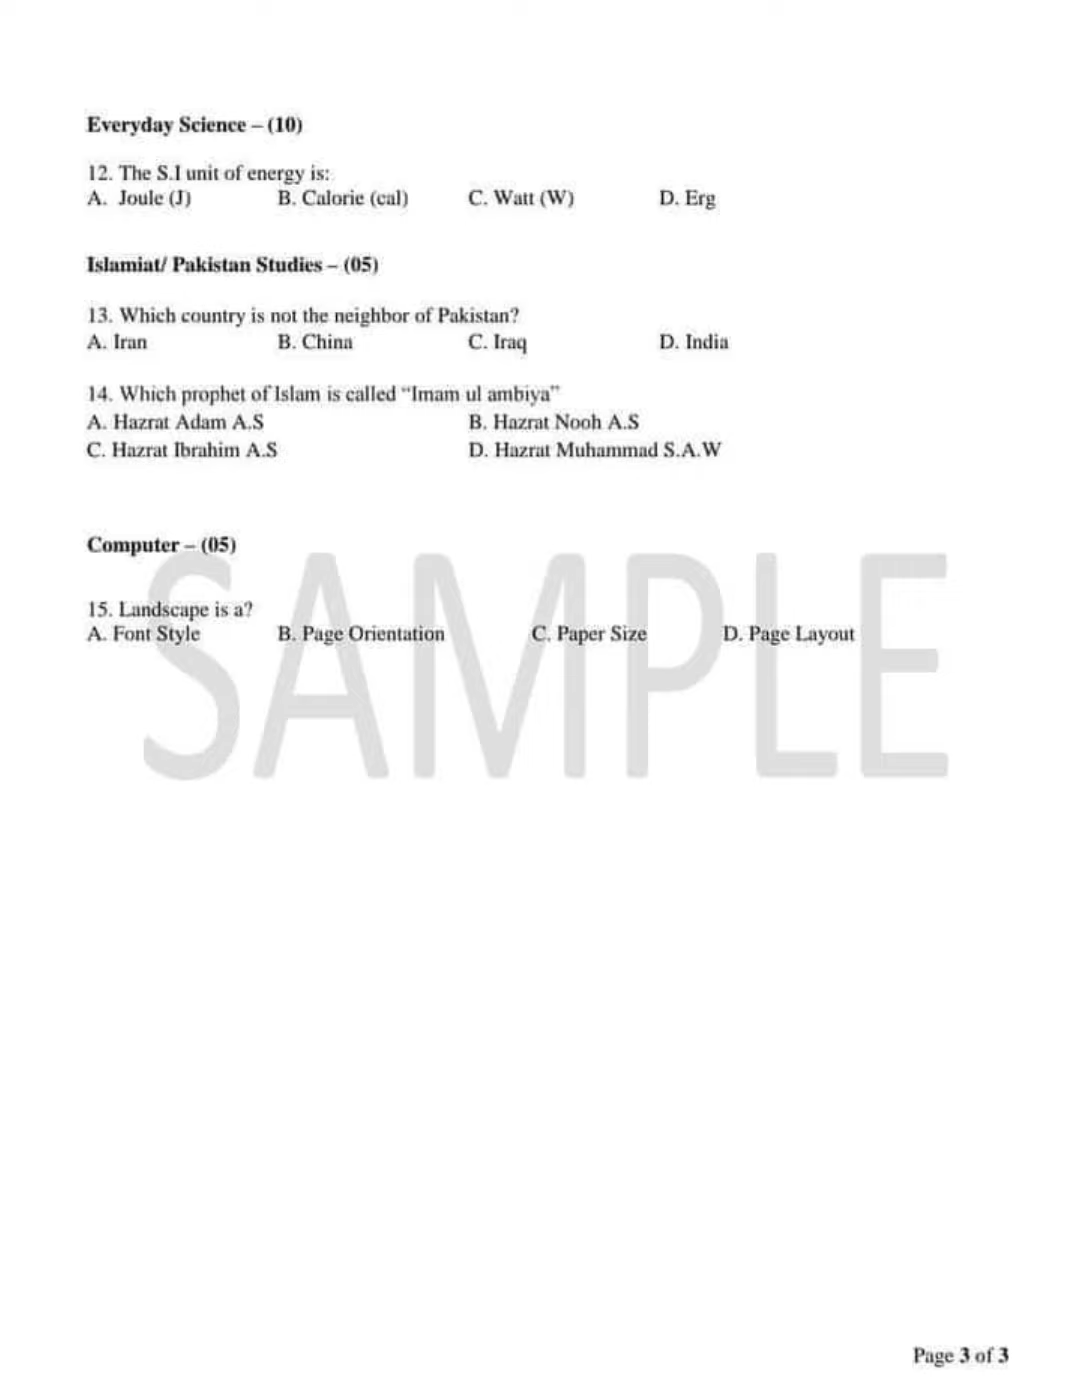 Everyday Science – (10)
12. The S.I unit of energy is:
A. Joule (J) B. Calorie (cal) C. Watt (W) D. Erg
Islamiat/ Pakistan Studies – (05)
13. Which country is not the neighbor of Pakistan?
A. Iran B. China C. Iraq D. India
14. Which prophet of Islam is called “Imam ul ambiya”
A. Hazrat Adam A.S B. Hazrat Nooh A.S
C. Hazrat Ibrahim A.S D. Hazrat Muhammad S.A.W
Computer – (05)
SAMPLE
15. Landscape is a?
A. Font Style B. Page Orientation C. Paper Size D. Page Layout
Page 3 of 3